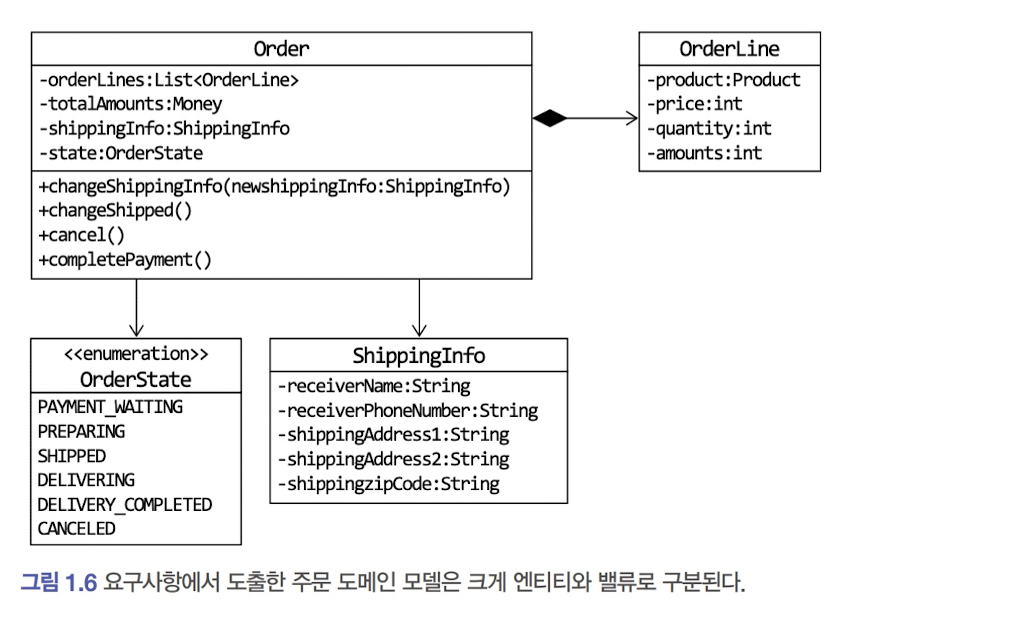 Order
-orderLines:List<OrderLine>
-totalAmounts:Money
-shippingInfo:ShippingInfo
-state:OrderState
+changeShippingInfo(newshippingInfo:ShippingInfo)
+changeShipped()
+cancel()
+completePayment()
OrderLine
-product:Product
-price:int
-quantity:int
-amounts:int
<<enumeration>>
OrderState
PAYMENT_WAITING
PREPARING
SHIPPED
DELIVERING
DELIVERY_COMPLETED
CANCELED
ShippingInfo
-receiverName:String
-receiverPhoneNumber:String
-shippingAddress1:String
-shippingAddress2:String
-shippingzipCode:String
그림 1.6 요구사항에서 도출한 주문 도메인 모델은 크게 엔티티와 밸류로 구분된다.